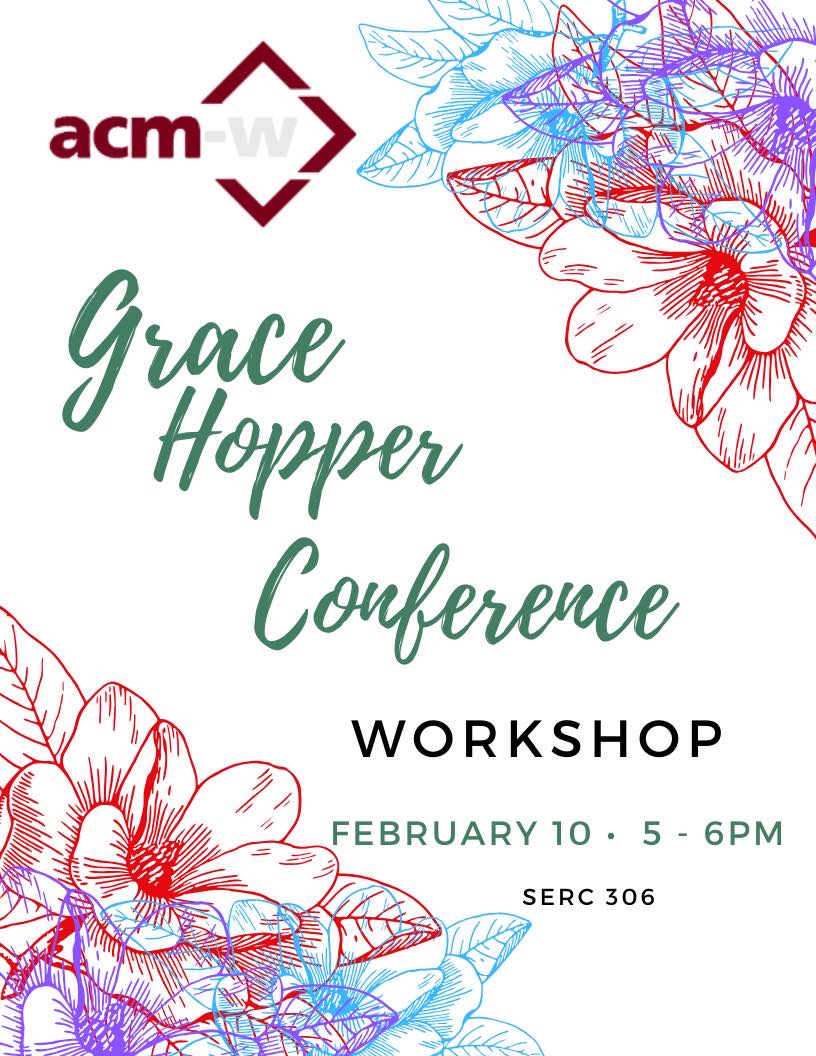 acm-w
Grace
Hopper
Conference
WORKSHOP
FEBRUARY 10 • 5 - 6PM
SERC 306